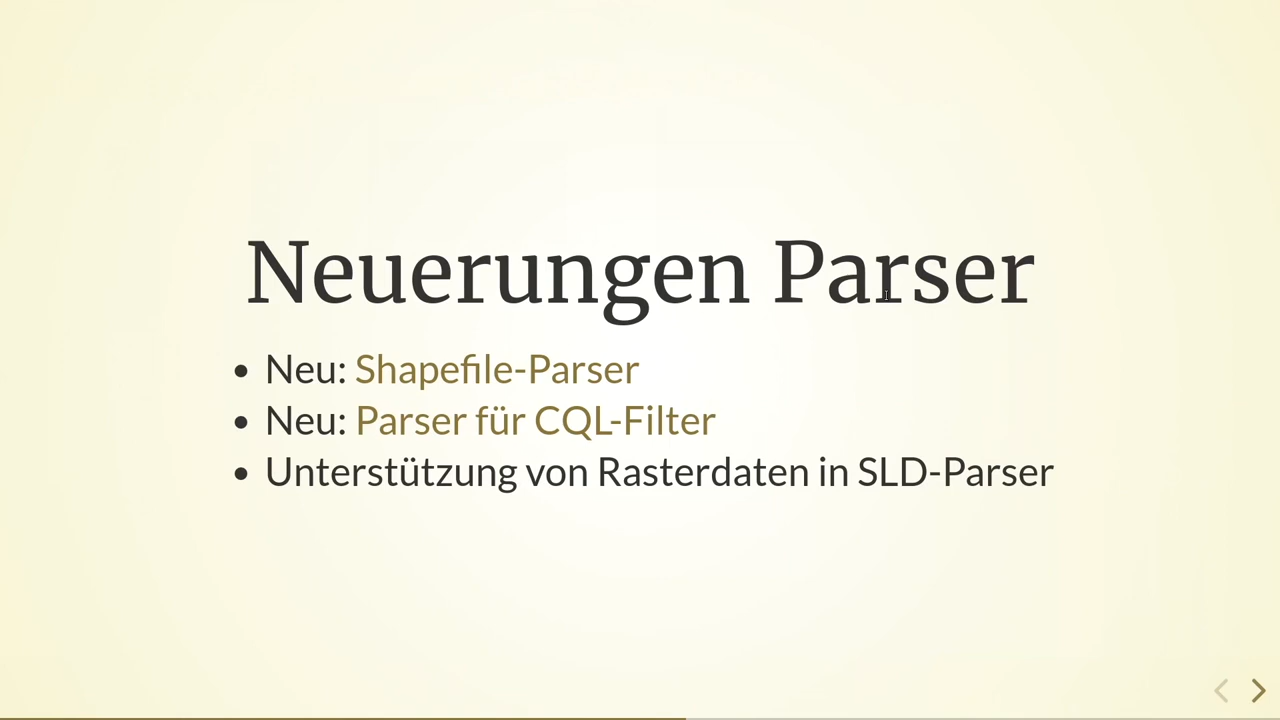 Neuerungen Parser
• Neu: Shapefile-Parser
• Neu: Parser für CQL-Filter
• Unterstützung von Rasterdaten in SLD-Parser